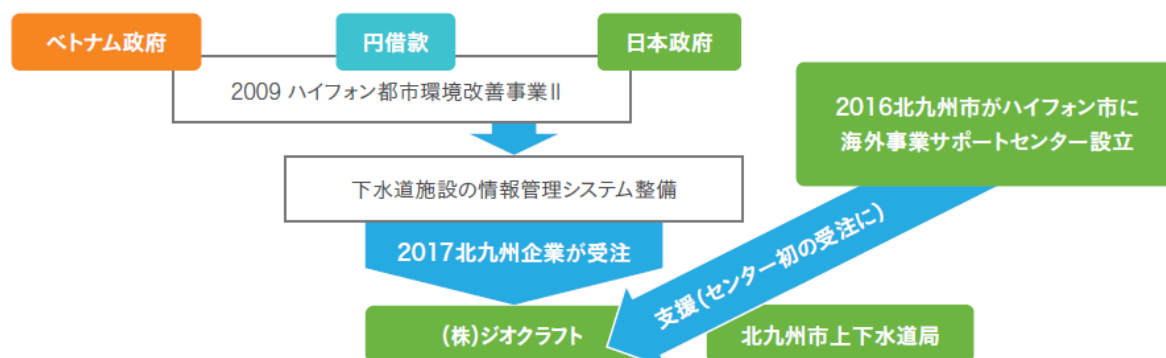 ベトナム政府
円借款
日本政府
2009 ハイフォン都市環境改善事業Ⅱ
2016北九州市がハイフォン市に
海外事業サポートセンター設立
下水道施設の情報管理システム整備
2017北九州企業が受注
支援(センター初の受注に)
(株)ジオクラフト
北九州市上下水道局